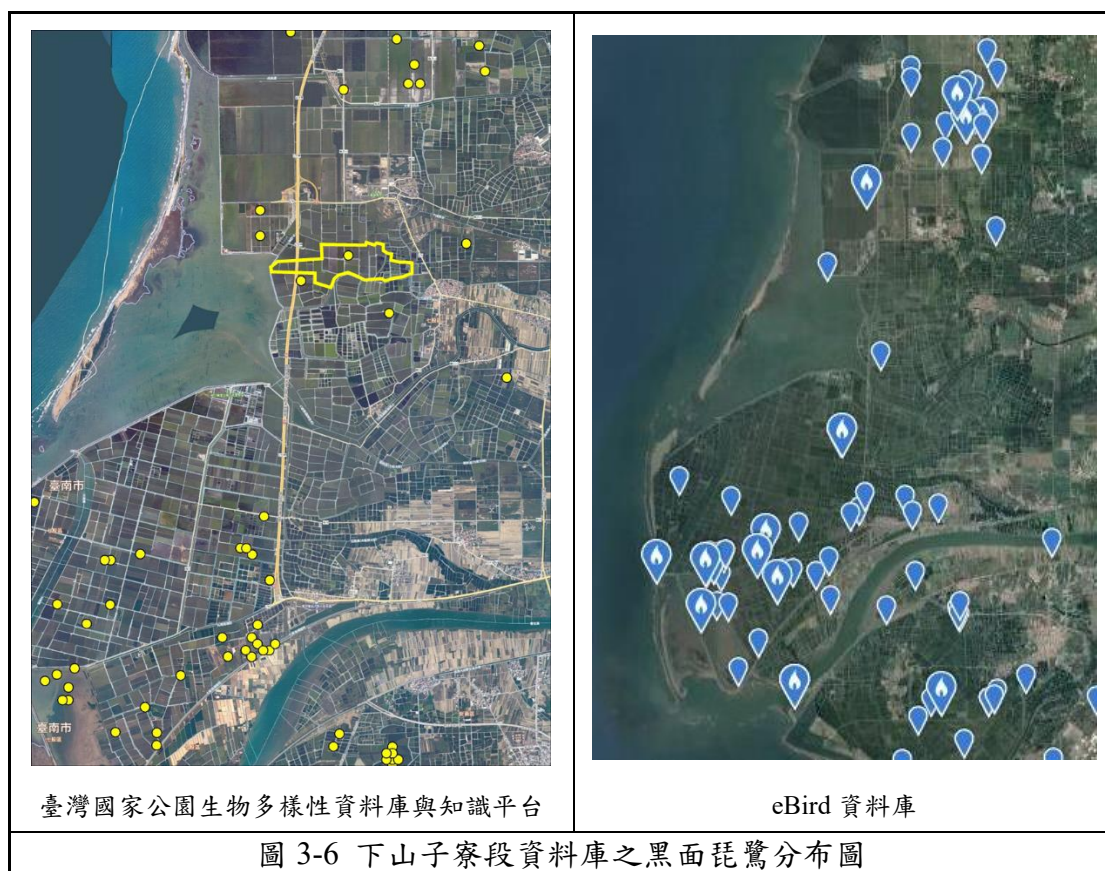 臺南市
臺南市
臺灣國家公園生物多樣性資料庫與知識平台
eBird 資料庫
圖 3-6 下山子寮段資料庫之黑面琵鷺分布圖